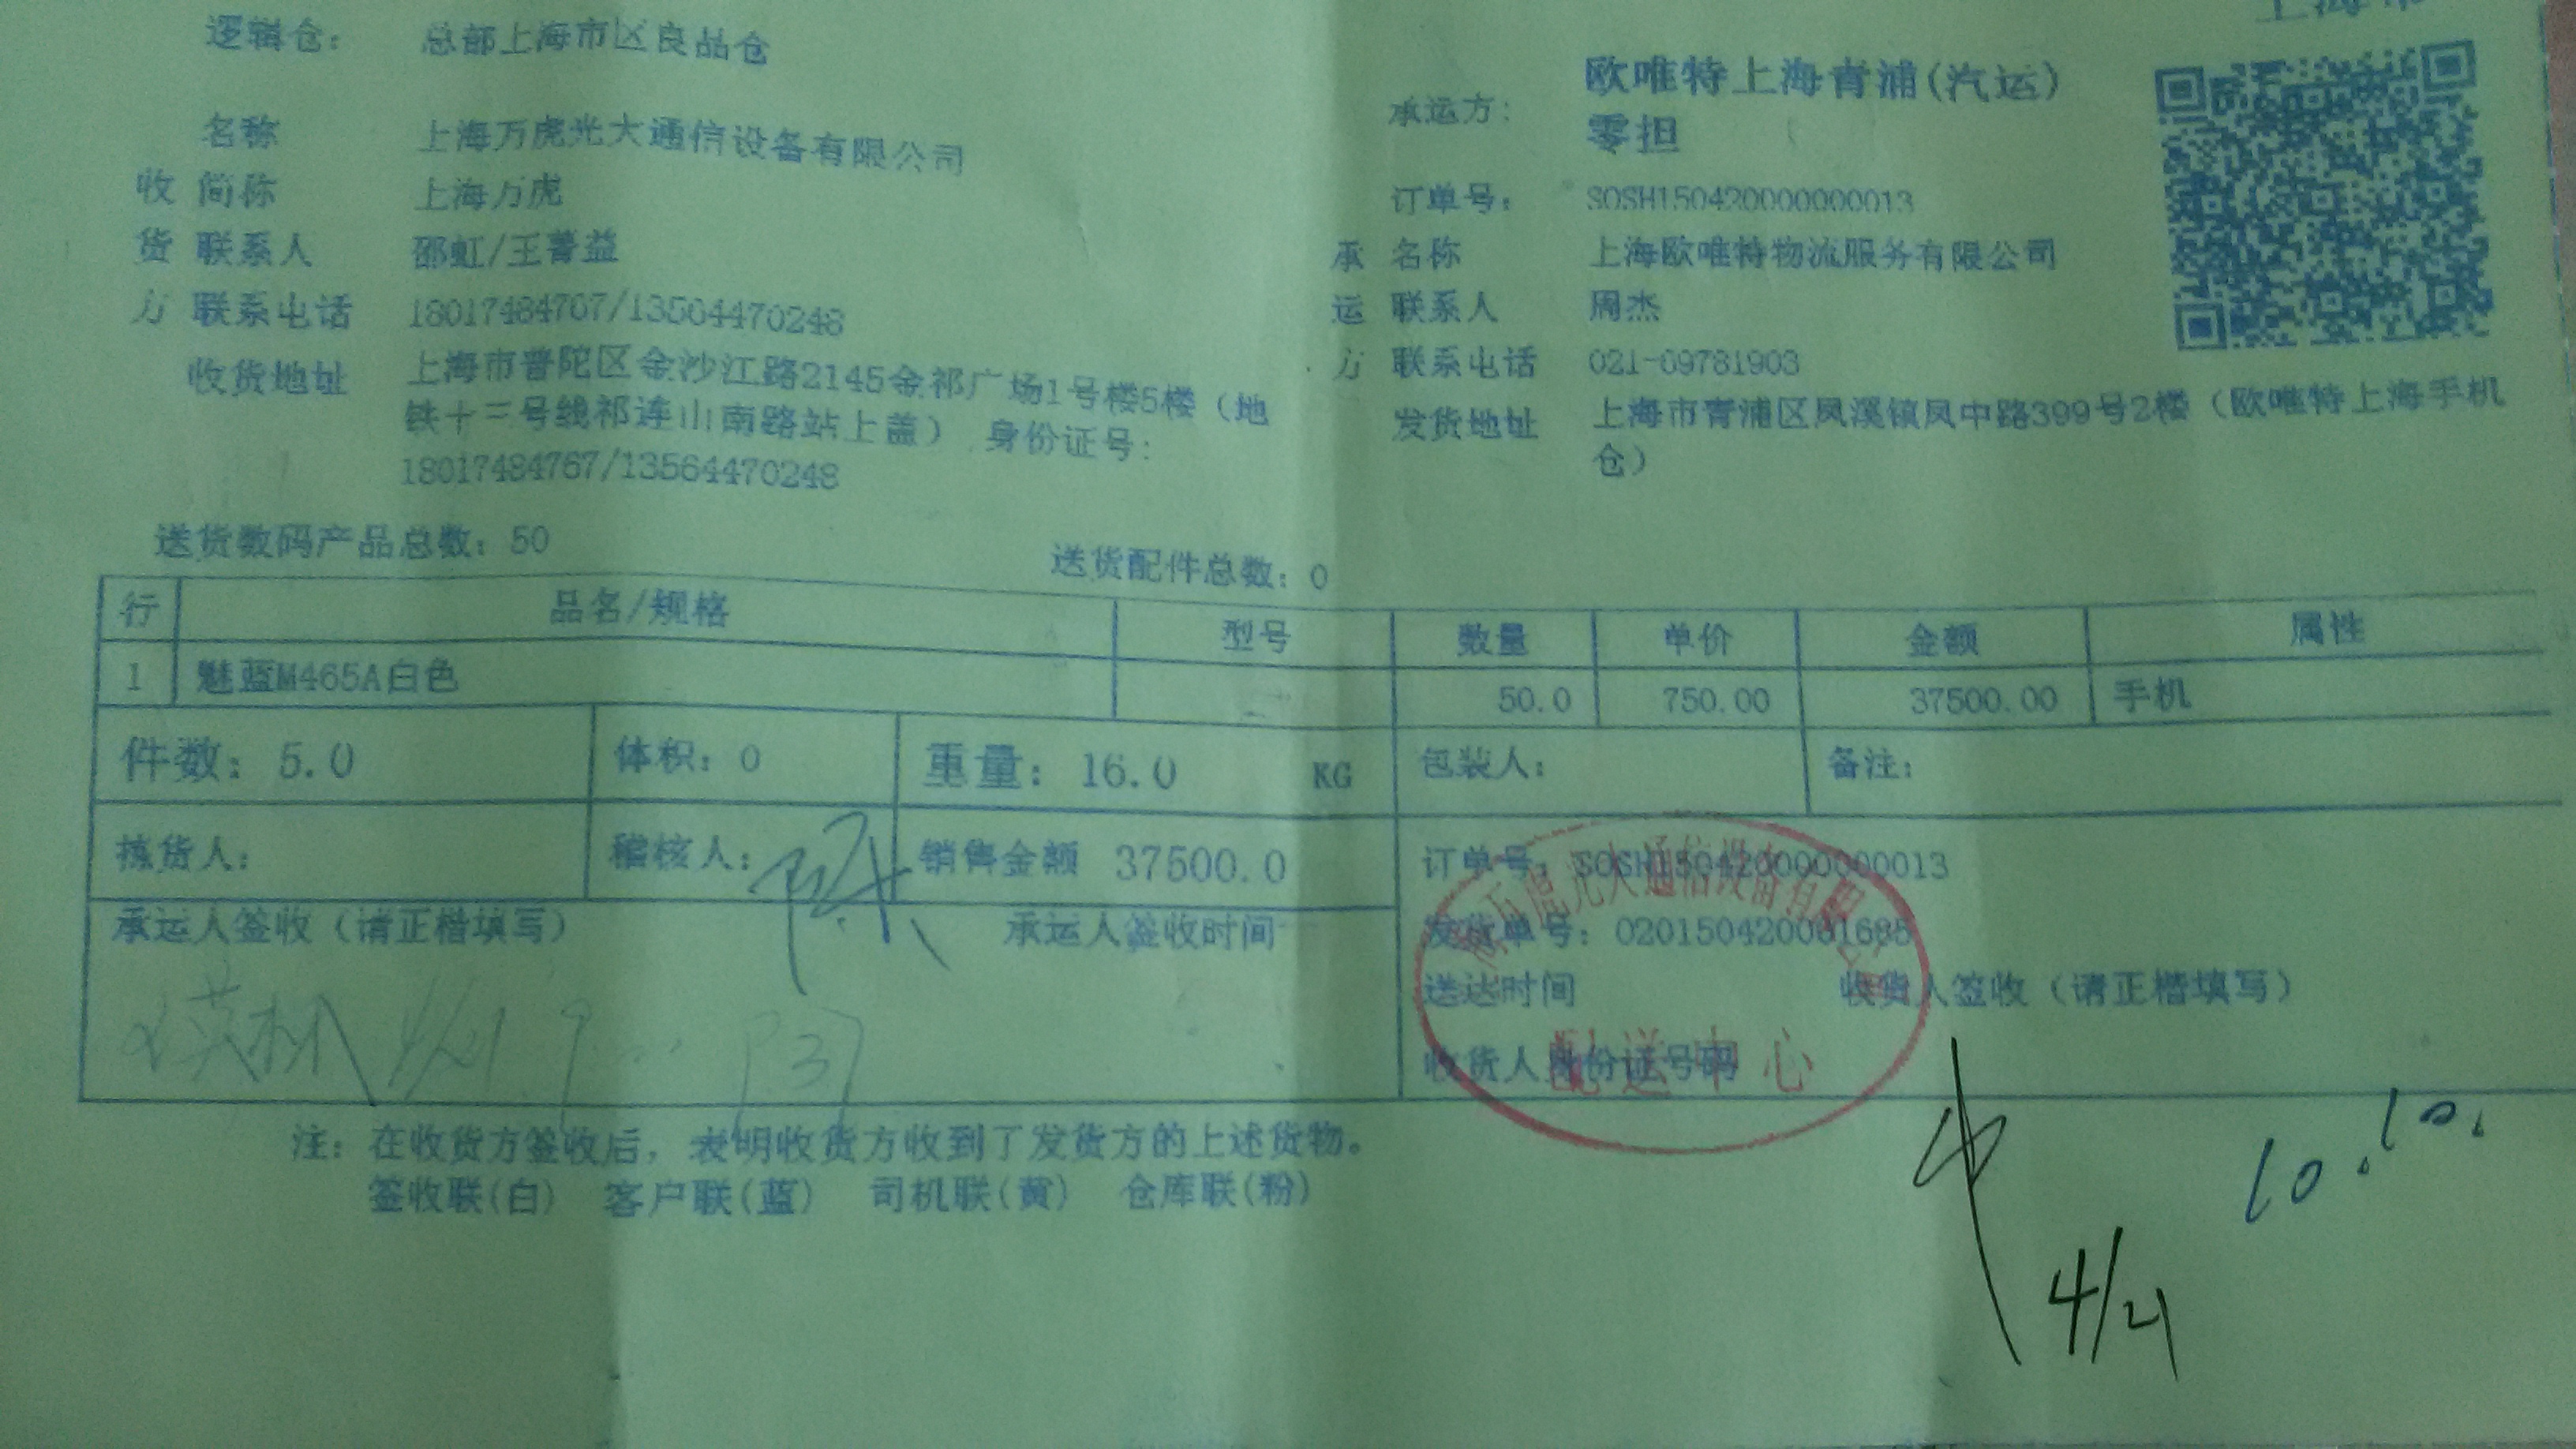 逻辑仓： 总部上海市区良品仓
承运方： 欧唯特上海青浦(汽运)
零担
名称 上海万虎光大通信设备有限公司
收 简称 上海万虎
订单号： SOSH150420000000013
货 联系人 邵虹/王菁益
承 名称 上海欧唯特物流服务有限公司
方 联系电话 18017484767/13564470248
运 联系人 周杰
收货地址 上海市普陀区金沙江路2145金祁广场1号楼5楼（地
铁十三号线祁连山南路站上盖） 身份证号：
18017484767/13564470248
方 联系电话 021-69781903
发货地址 上海市青浦区凤溪镇凤中路399号2楼（欧唯特上海手机
仓）
送货数码产品总数：50
送货配件总数：0
行 品名/规格 型号 数量 单价 金额 属性
1 魅蓝M465A白色 50.0 750.00 37500.00 手机
件数：5.0 体积：0 重量：16.0 KG 包装人： 备注：
拣货人： 稽核人： 销售金额 37500.0
订单号：SOSH150420000000013
承运人签收（请正楷填写） 承运人签收时间
发货单号：020150420001685
送达时间 收货人签收（请正楷填写）
收货人身份证号码
万虎光大通信设备有限
配送中心
4/21
10.10.
注：在收货方签收后，表明收货方收到了发货方的上述货物。
签收联(白) 客户联(蓝) 司机联(黄) 仓库联(粉)